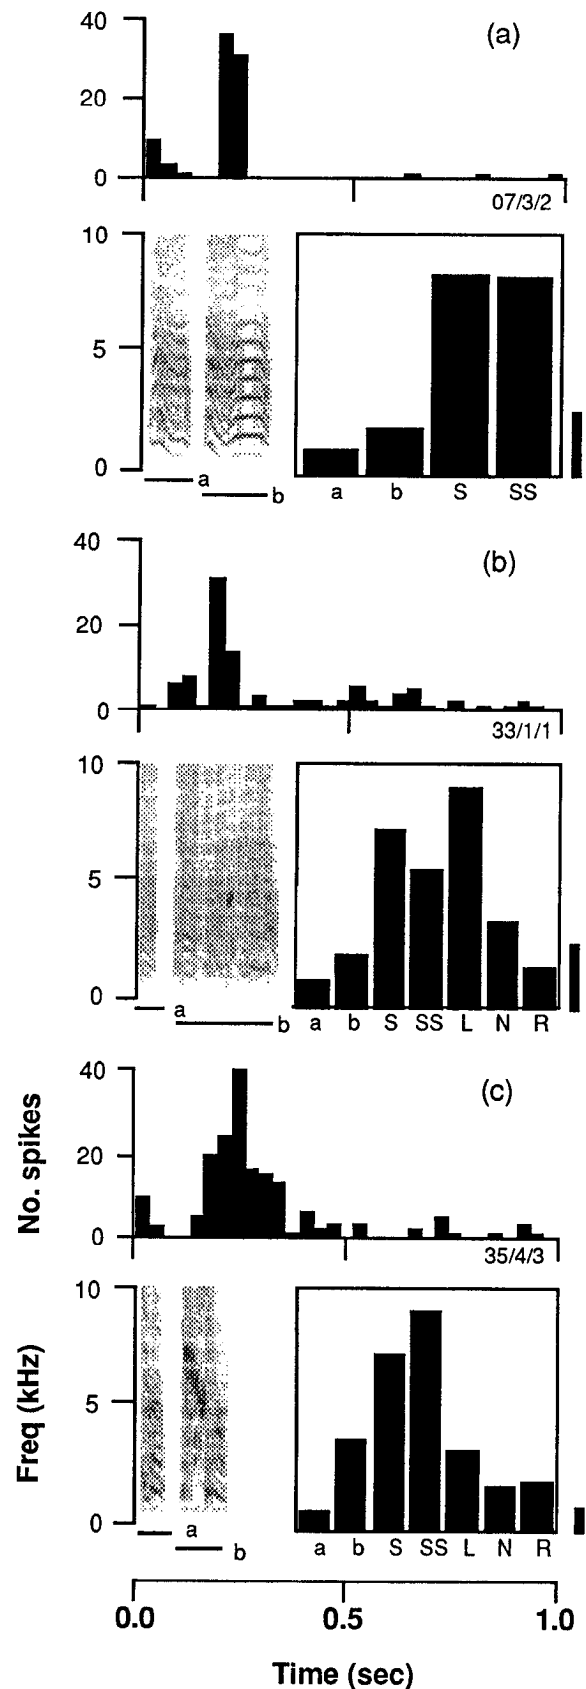 (a)
40
20
0
07/3/2
10
5
0
a
b
a b S SS
(b)
40
20
0
33/1/1
10
5
0
a
b
a b S SS L N R
(c)
No. spikes
40
20
0
35/4/3
Freq (kHz)
10
5
0
a
b
a b S SS L N R
0.0 0.5 1.0
Time (sec)